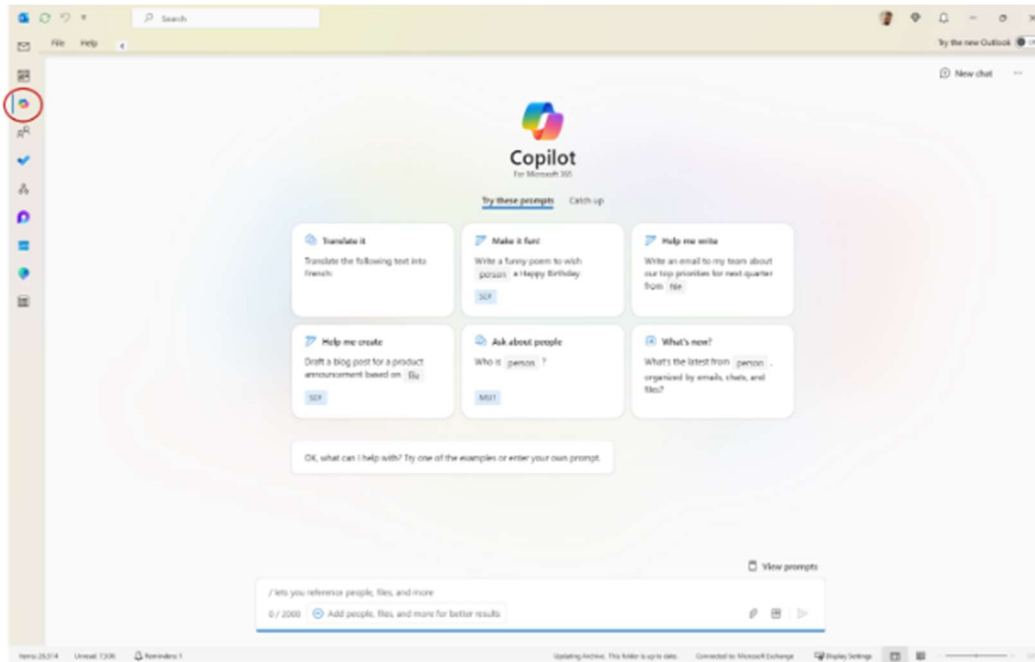 Search
File Help
Try the new Outlook
New chat
Copilot
For Microsoft 365
Try these prompts Catch up
Translate it
Translate the following text into
French:
Make it fun!
Write a funny poem to wish
person a Happy Birthday.
Help me write
Write an email to my team about
our top priorities for next quarter
from file
Help me create
Draft a blog post for a product
announcement based on file
Ask about people
Who is person ?
What's new?
What's the latest from person ,
organized by emails, chats, and
files?
OK, what can I help with? Try one of the examples or enter your own prompt.
View prompts
/ lets you reference people, files, and more
0 / 2000 Add people, files, and more for better results
Reminders: 1
Updating Archive. This folder is up to date. Connected to: Microsoft Exchange Display Settings